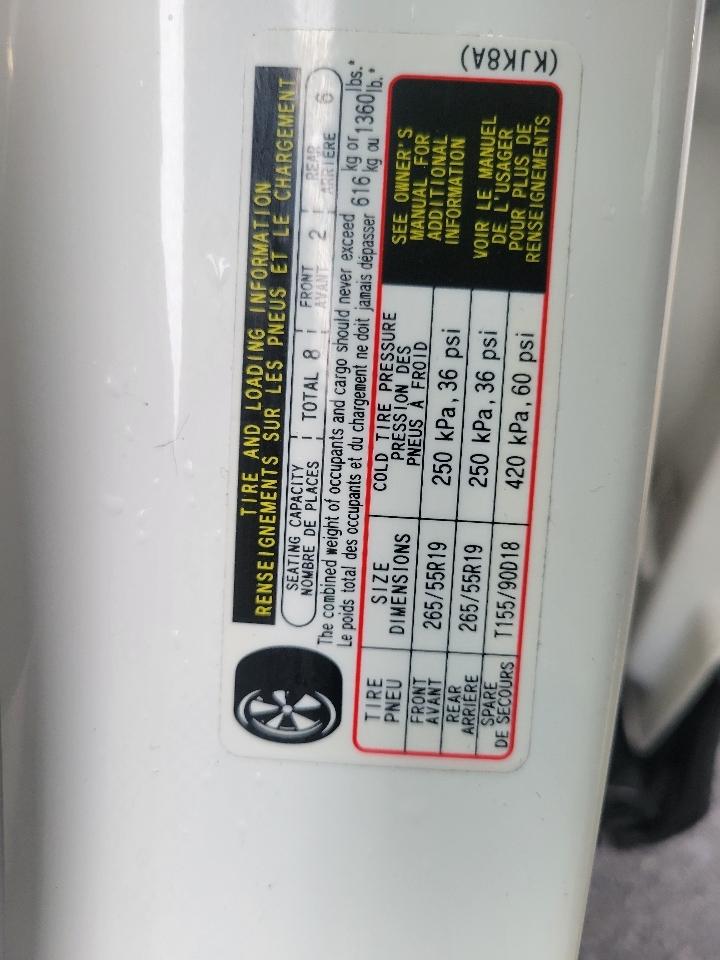 TIRE AND LOADING INFORMATION
RENSEIGNEMENTS SUR LES PNEUS ET LE CHARGEMENT
SEATING CAPACITY TOTAL 8 FRONT 2 REAR 6
NOMBRE DE PLACES AVANT ARRIÈRE
The combined weight of occupants and cargo should never exceed 616 kg or 1360 lbs.*
Le poids total des occupants et du chargement ne doit jamais dépasser 616 kg ou 1360 lb.*
TIRE SIZE COLD TIRE PRESSURE
PNEU DIMENSIONS PRESSION DES
PNEUS À FROID
FRONT 265/55R19 250 kPa, 36 psi
AVANT
REAR 265/55R19 250 kPa, 36 psi
ARRIÈRE
SPARE T155/90D18 420 kPa, 60 psi
DE SECOURS
SEE OWNER'S
MANUAL FOR
ADDITIONAL
INFORMATION
VOIR LE MANUEL
DE L'USAGER
POUR PLUS DE
RENSEIGNEMENTS
(KJK8A)